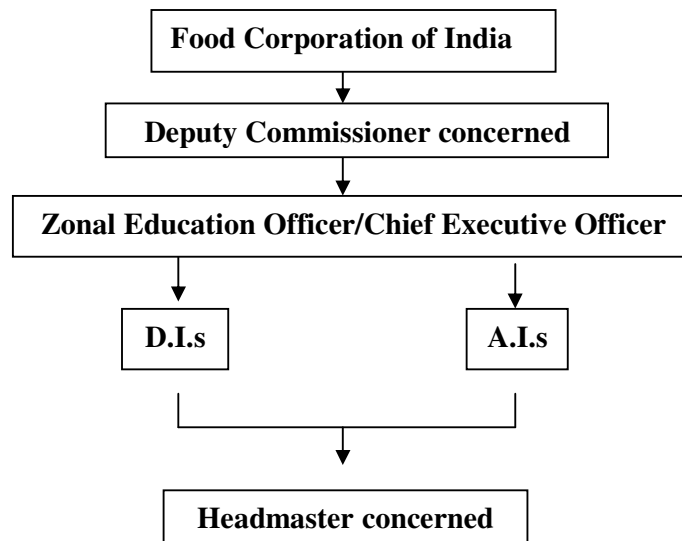 Food Corporation of India
Deputy Commissioner concerned
Zonal Education Officer/Chief Executive Officer
D.I.s
A.I.s
Headmaster concerned